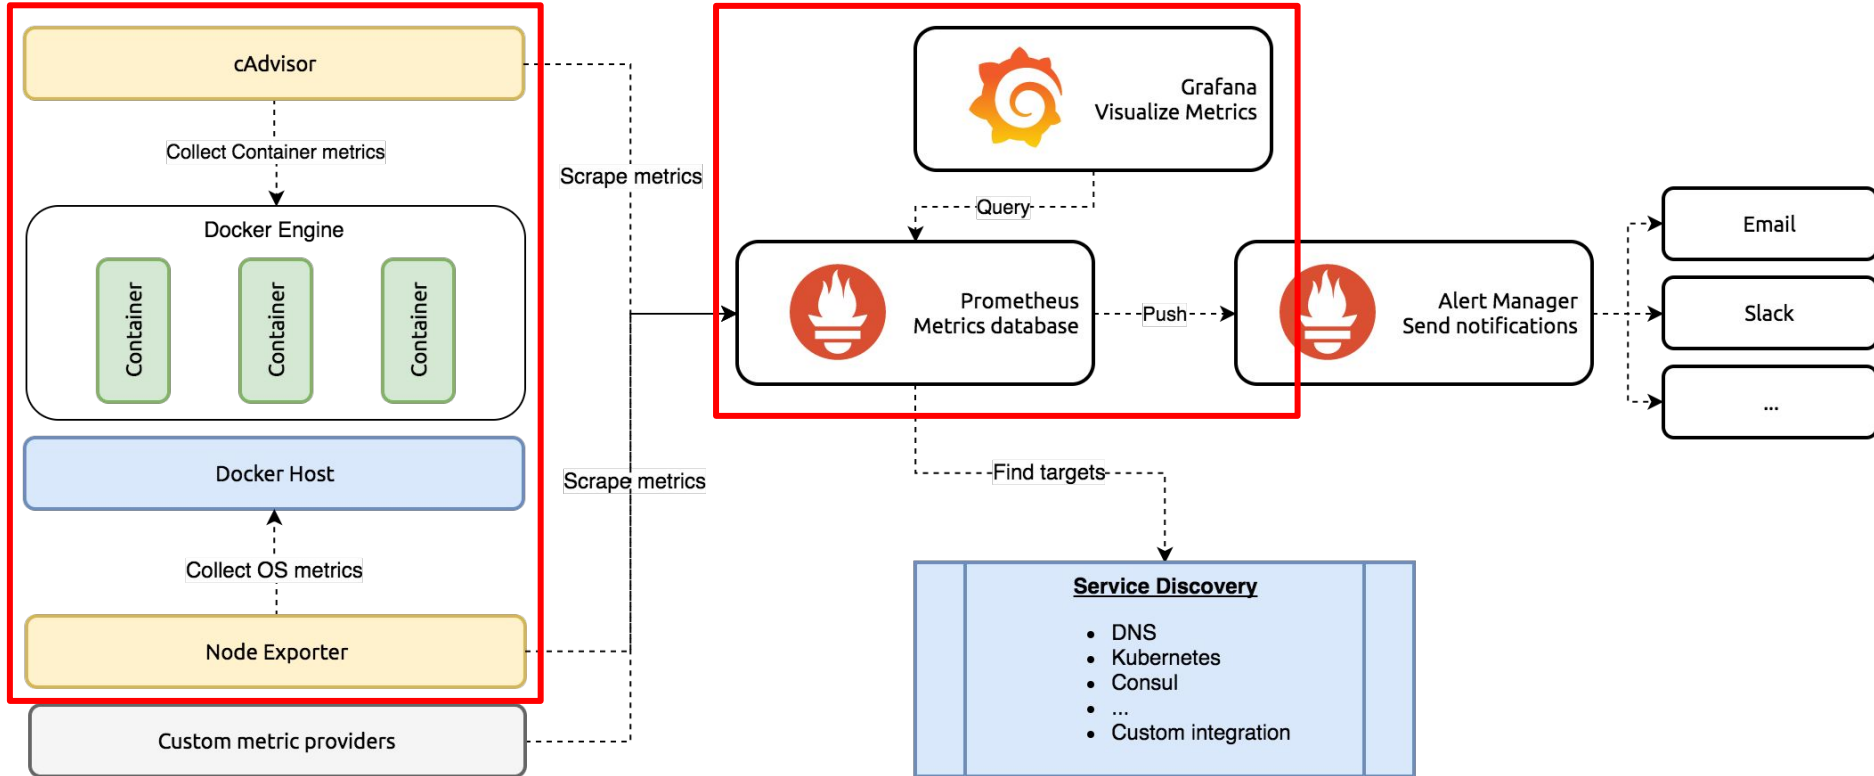 cAdvisor
Collect Container metrics
Docker Engine
Container
Container
Container
Docker Host
Collect OS metrics
Node Exporter
Custom metric providers
Scrape metrics
Scrape metrics
Grafana
Visualize Metrics
Query
Prometheus
Metrics database
Push
Alert Manager
Send notifications
Email
Slack
...
Find targets
Service Discovery
• DNS
• Kubernetes
• Consul
• ...
• Custom integration